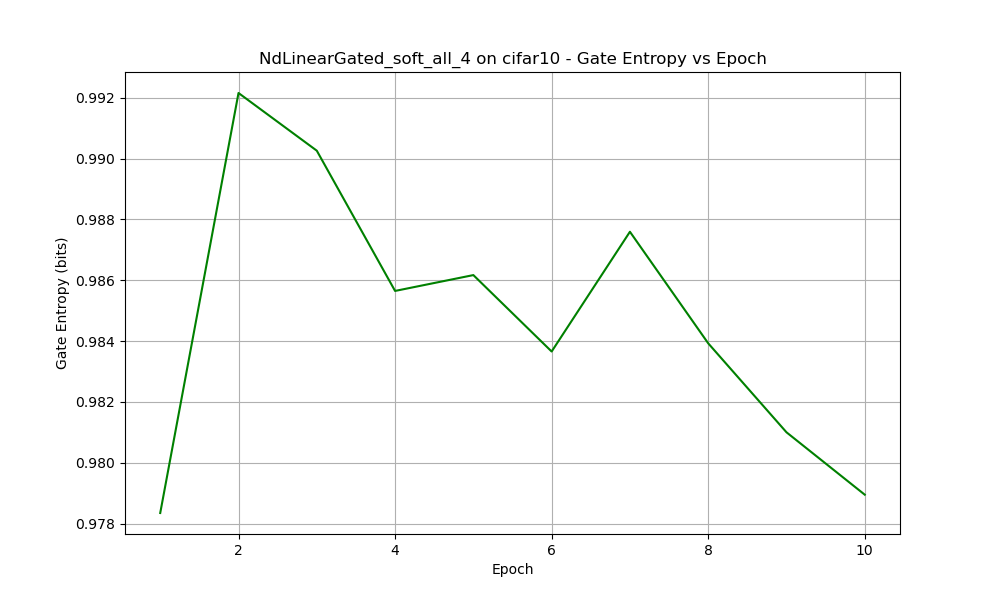 NdLinearGated_soft_all_4 on cifar10 - Gate Entropy vs Epoch
Gate Entropy (bits)
0.992
0.990
0.988
0.986
0.984
0.982
0.980
0.978
2 4 6 8 10
Epoch